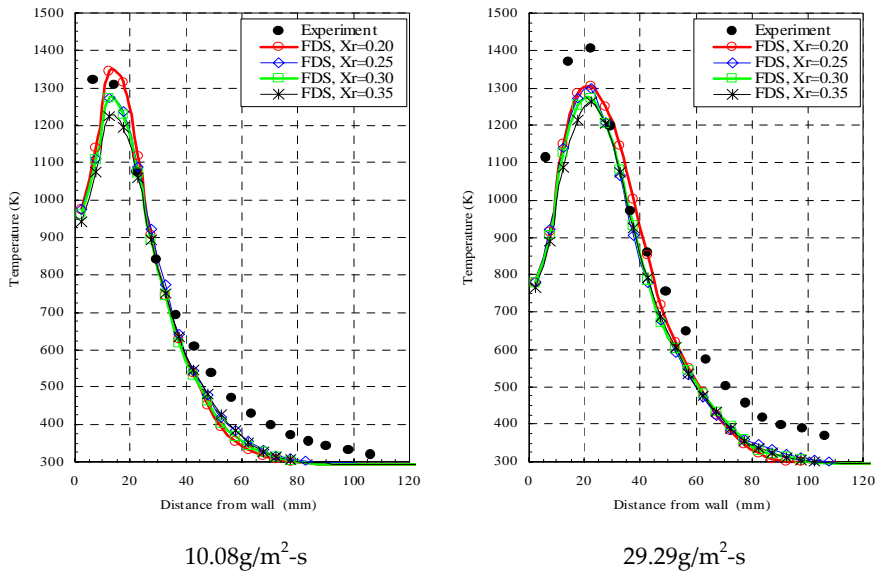 Experiment
FDS, Xr=0.20
FDS, Xr=0.25
FDS, Xr=0.30
FDS, Xr=0.35
1500
1400
1300
1200
1100
1000
900
800
700
600
500
400
300
Temperature (K)
0 20 40 60 80 100 120
Distance from wall (mm)
10.08g/m²-s
Experiment
FDS, Xr=0.20
FDS, Xr=0.25
FDS, Xr=0.30
FDS, Xr=0.35
1500
1400
1300
1200
1100
1000
900
800
700
600
500
400
300
Temperature (K)
0 20 40 60 80 100 120
Distance from wall (mm)
29.29g/m²-s